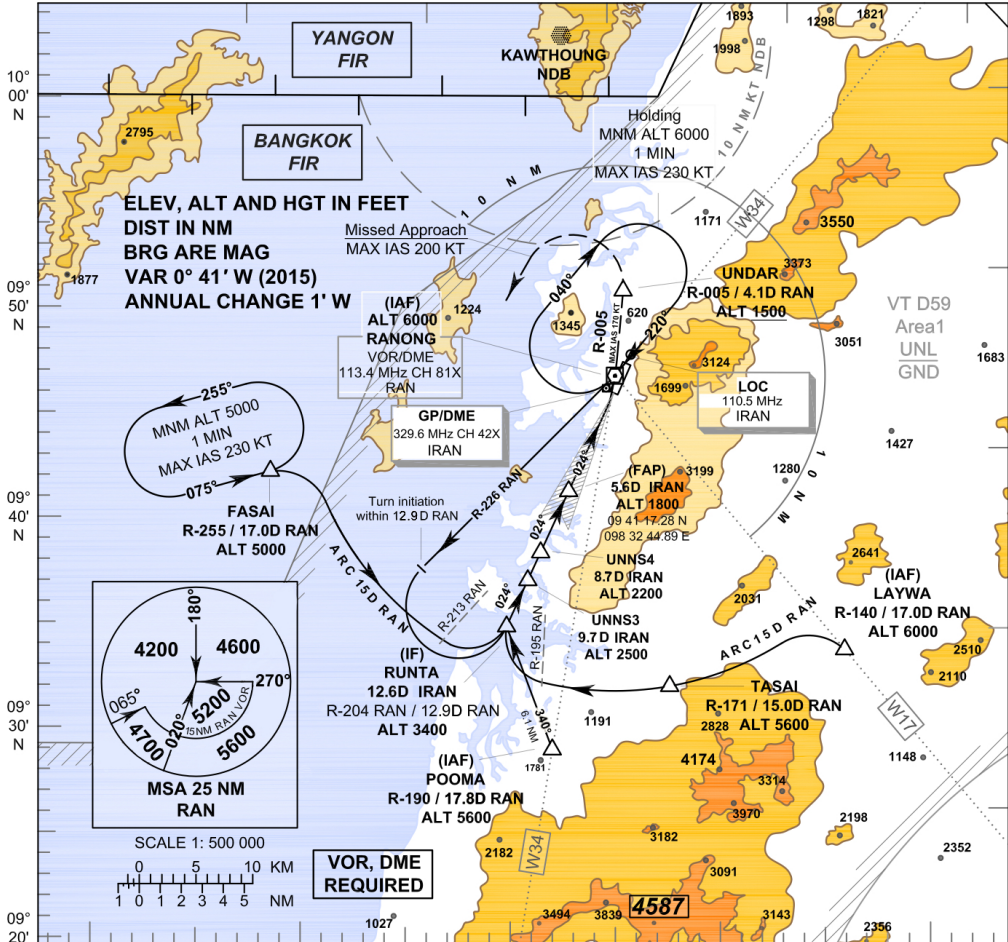 1893
1298
1821
YANGON
FIR
KAWTHOUNG
NDB
1998
10°
00'
N
2795
BANGKOK
FIR
Holding
MNM ALT 6000
1 MIN
MAX IAS 230 KT
10 NM KT NDB
10 NM
ELEV, ALT AND HGT IN FEET
DIST IN NM
BRG ARE MAG
VAR 0° 41' W (2015)
ANNUAL CHANGE 1' W
Missed Approach
MAX IAS 200 KT
1171
W34
3550
1877
09°
50'
N
040°
UNDAR
R-005 / 4.1D RAN
ALT 1500
3373
(IAF)
ALT 6000
RANONG
VOR/DME
113.4 MHz CH 81X
RAN
1224
1345
R-005
MAX IAS 170 KT
620
220°
3051
VT D59
Area1
UNL
GND
1683
3124
1699
LOC
110.5 MHz
IRAN
GP/DME
329.6 MHz CH 42X
IRAN
255°
MNM ALT 5000
1 MIN
MAX IAS 230 KT
075°
1427
1280
10 NM
024°
(FAP)
5.6D IRAN
ALT 1800
09 41 17.28 N
098 32 44.89 E
3199
09°
40'
N
FASAI
R-255 / 17.0D RAN
ALT 5000
Turn initiation
within 12.9D RAN
R-226 RAN
024°
ARC 15D RAN
UNNS4
8.7D IRAN
ALT 2200
2641
(IAF)
LAYWA
R-140 / 17.0D RAN
ALT 6000
R-213 RAN
024°
2031
UNNS3
9.7D IRAN
ALT 2500
R-195 RAN
ARC 15D RAN
2510
2110
180°
4200
4600
270°
065°
5200
15NM RAN VOR
020°
4700
5600
MSA 25 NM
RAN
(IF)
RUNTA
12.6D IRAN
R-204 RAN / 12.9D RAN
ALT 3400
09°
30'
N
TASAI
R-171 / 15.0D RAN
ALT 5600
W17
1191
2828
340°
6.1NM
1148
(IAF)
POOMA
R-190 / 17.8D RAN
ALT 5600
1781
4174
3314
3970
SCALE 1: 500 000
0 5 10 KM
1 0 5 NM
VOR, DME
REQUIRED
2182
W34
3182
2198
2352
3091
09°
20'
1027
3494
3839
4587
3143
2356